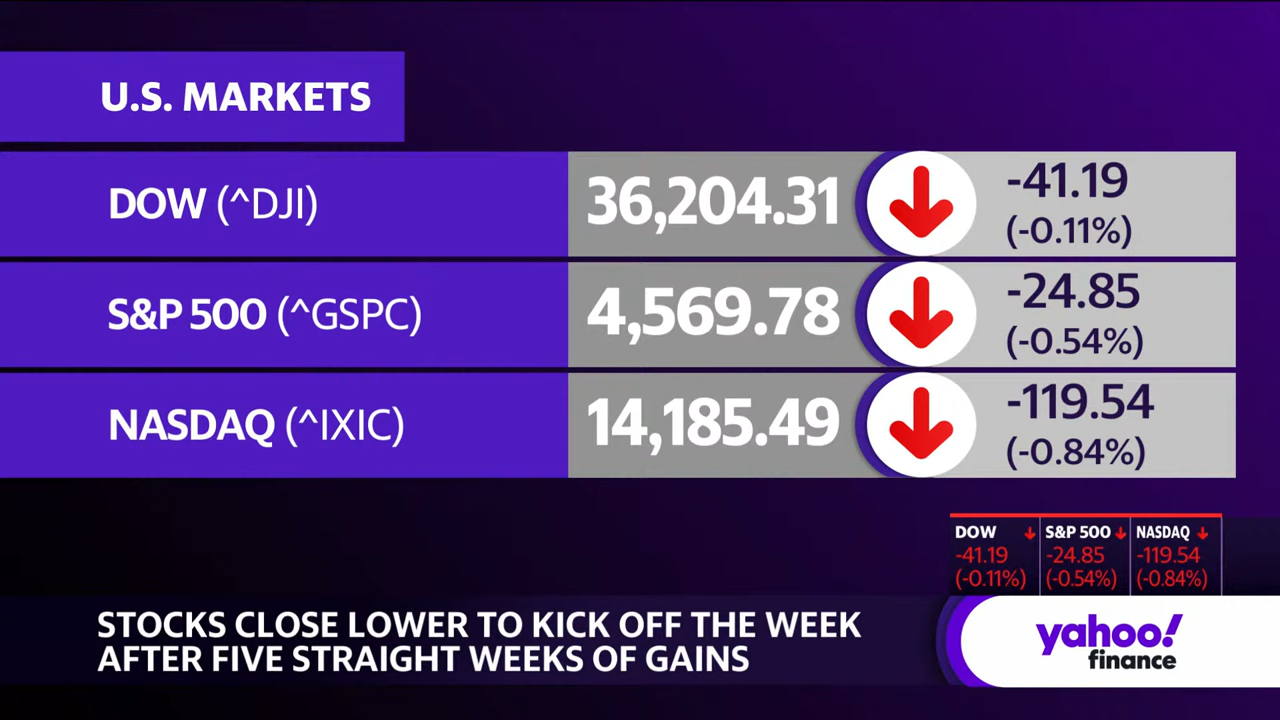 U.S. MARKETS
DOW (^DJI) 36,204.31 -41.19
(-0.11%)
S&P 500 (^GSPC) 4,569.78 -24.85
(-0.54%)
NASDAQ (^IXIC) 14,185.49 -119.54
(-0.84%)
DOW S&P 500 NASDAQ
-41.19 -24.85 -119.54
(-0.11%) (-0.54%) (-0.84%)
STOCKS CLOSE LOWER TO KICK OFF THE WEEK
AFTER FIVE STRAIGHT WEEKS OF GAINS
yahoo!
finance